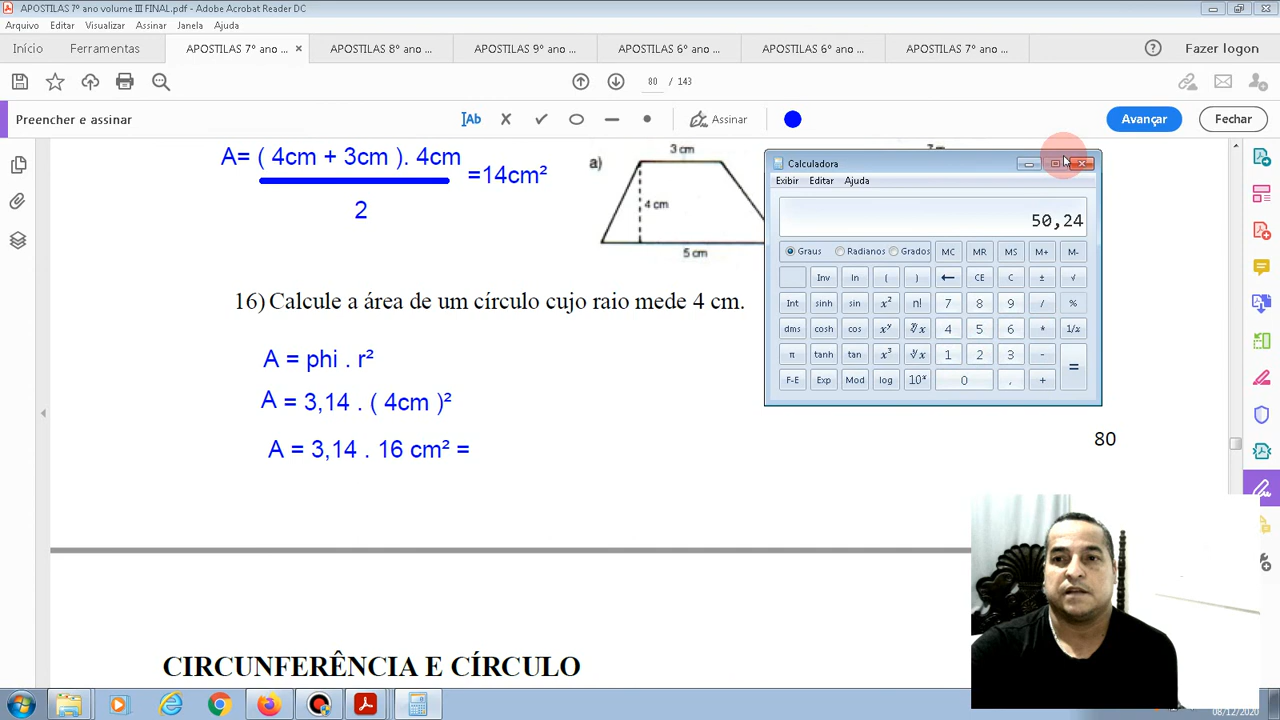 APOSTILAS 7º ano volume III FINAL.pdf - Adobe Acrobat Reader DC
Arquivo Editar Visualizar Assinar Janela Ajuda
Início Ferramentas APOSTILAS 7º ano ... × APOSTILAS 8º ano ... APOSTILAS 9º ano ... APOSTILAS 6º ano ... APOSTILAS 6º ano ... APOSTILAS 7º ano ... Fazer logon
80 / 143
Preencher e assinar Ab Assinar Avançar Fechar
A= ( 4cm + 3cm ). 4cm
=14cm²
2
a)
3 cm
4 cm
5 cm
Calculadora
Exibir Editar Ajuda
50,24
Graus Radianos Grados MC MR MS M+ M-
Inv ln ( ) ← CE C ± √
Int sinh sin x² n! 7 8 9 / %
dms cosh cos xʸ ʸ√x 4 5 6 * 1/x
π tanh tan x³ ³√x 1 2 3 - =
F-E Exp Mod log 10ˣ 0 , +
16) Calcule a área de um círculo cujo raio mede 4 cm.
A = phi . r²
A = 3,14 . ( 4cm )²
A = 3,14 . 16 cm² =
80
CIRCUNFERÊNCIA E CÍRCULO
08/12/2020